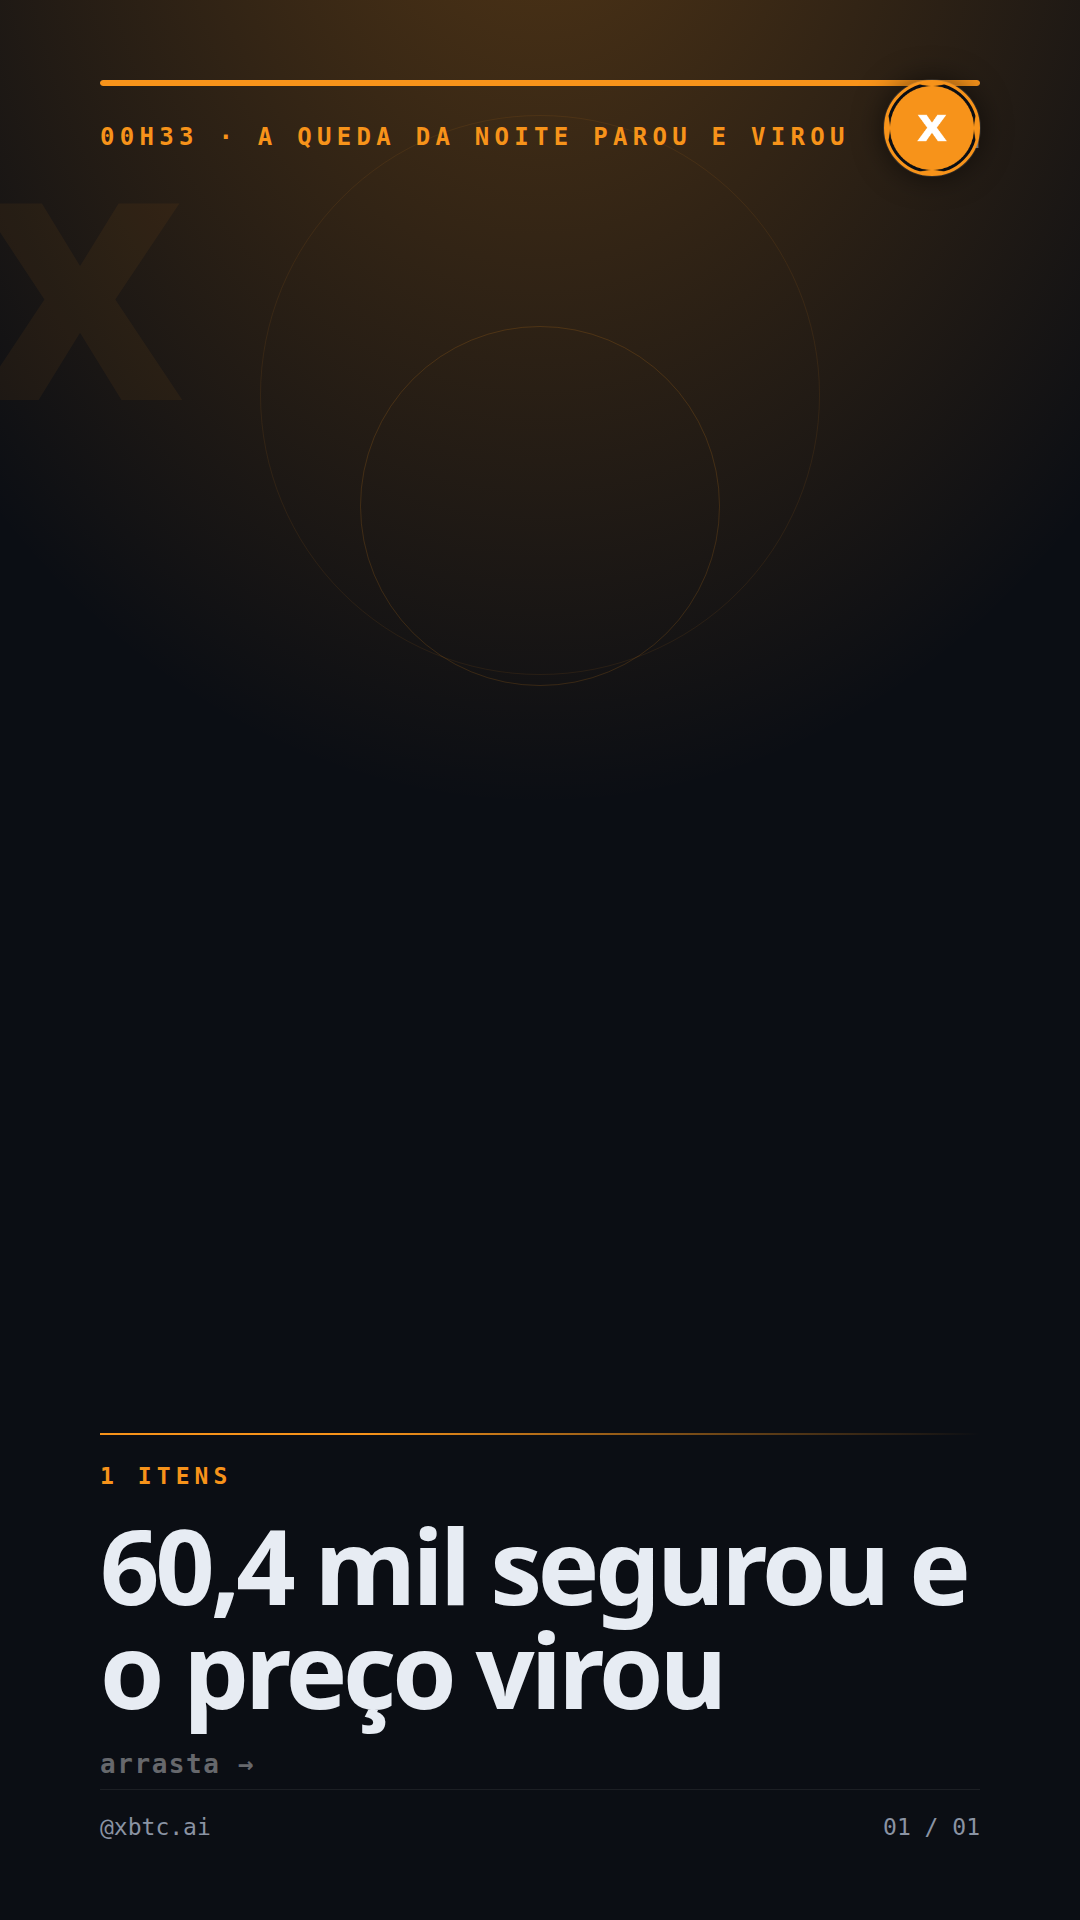 00H33 · A QUEDA DA NOITE PAROU E VIROU
X
X
1 ITENS
60,4 mil segurou e
o preço virou
arrasta →
@xbtc.ai
01 / 01